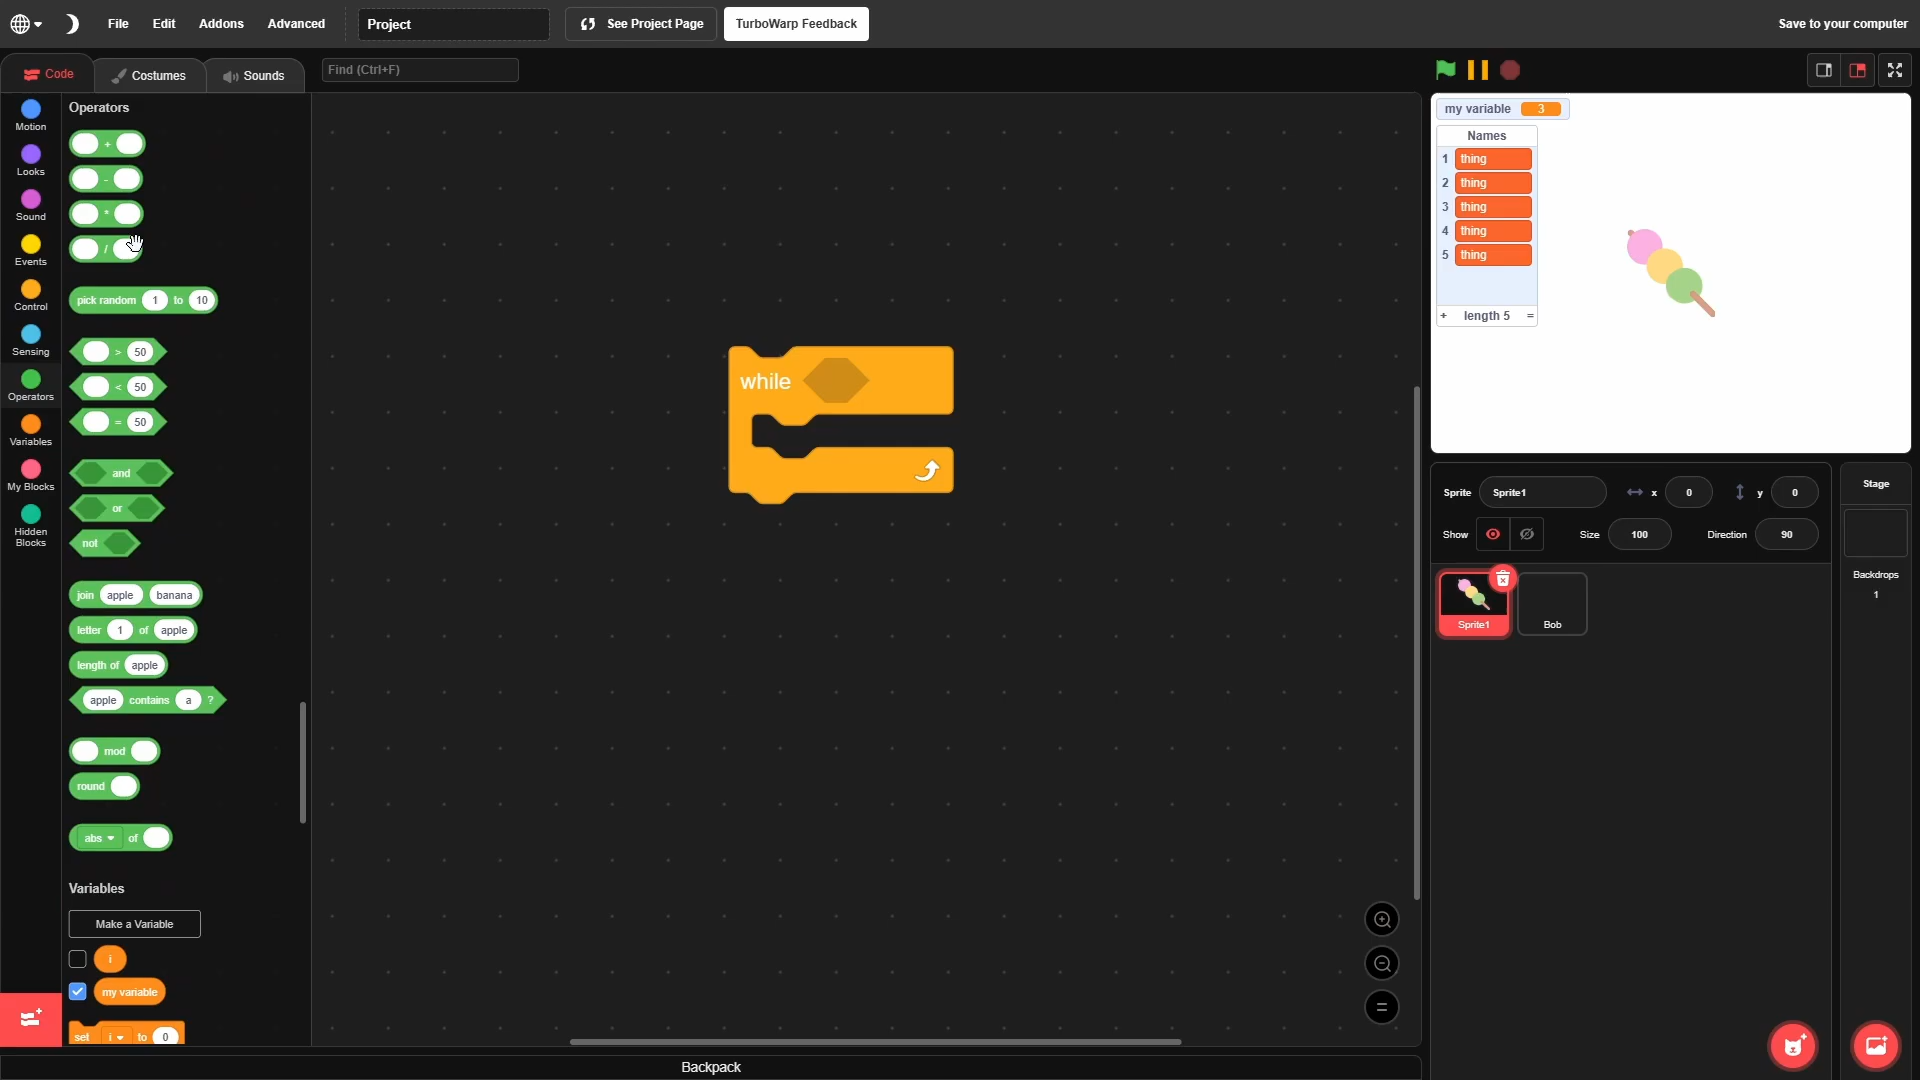 File Edit Addons Advanced Project See Project Page TurboWarp Feedback Save to your computer
Code Costumes Sounds Find (Ctrl+F)
Motion
Looks
Sound
Events
Control
Sensing
Operators
Variables
My Blocks
Hidden
Blocks
Operators
+
-
*
/
pick random 1 to 10
> 50
< 50
= 50
and
or
not
join apple banana
letter 1 of apple
length of apple
apple contains a ?
mod
round
abs of
Variables
Make a Variable
i
my variable
set i to 0
while
Backpack
my variable 3
Names
1 thing
2 thing
3 thing
4 thing
5 thing
+ length 5 =
Sprite Sprite1 x 0 y 0
Show Size 100 Direction 90
Sprite1 Bob
Stage
Backdrops
1